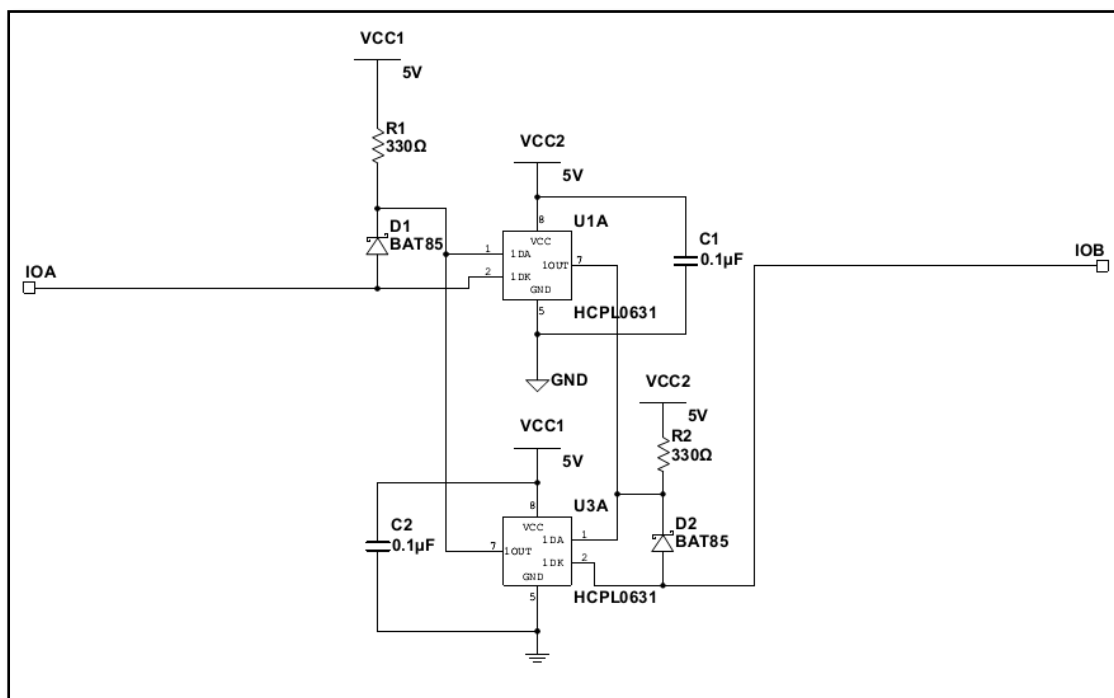 VCC1
5V
R1
330Ω
VCC2
5V
D1
BAT85
8
U1A
VCC
1
1DA
1OUT
7
2
1DK
GND
5
HCPL0631
C1
0.1µF
IOA
IOB
GND
VCC2
5V
R2
330Ω
VCC1
5V
8
U3A
VCC
C2
0.1µF
7
1OUT
1DA
1
1DK
2
GND
5
HCPL0631
D2
BAT85